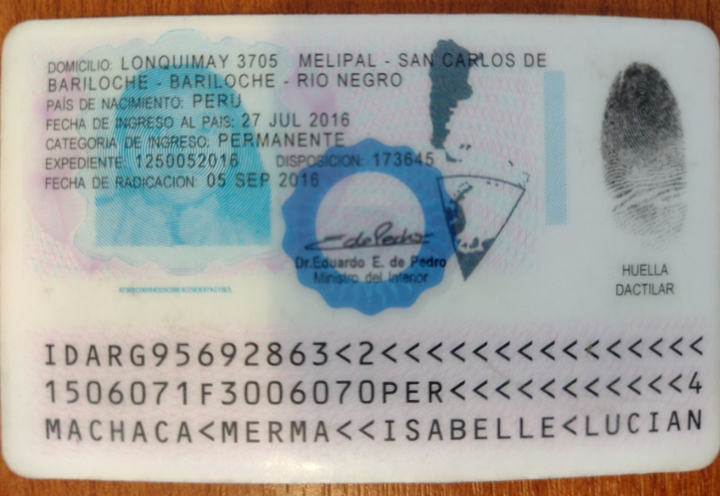 DOMICILIO: LONQUIMAY 3705 MELIPAL - SAN CARLOS DE
BARILOCHE - BARILOCHE - RIO NEGRO
PAÍS DE NACIMIENTO: PERU
FECHA DE INGRESO AL PAIS: 27 JUL 2016
CATEGORIA DE INGRESO: PERMANENTE
EXPEDIENTE: 1250052016 DISPOSICION: 173645
FECHA DE RADICACION: 05 SEP 2016
Dr.Eduardo E. de Pedro
Ministro del Interior
HUELLA
DACTILAR
IDARG95692863<2<<<<<<<<<<<<<<<
1506071F3006070PER<<<<<<<<<<<4
MACHACA<MERMA<<ISABELLE<LUCIAN